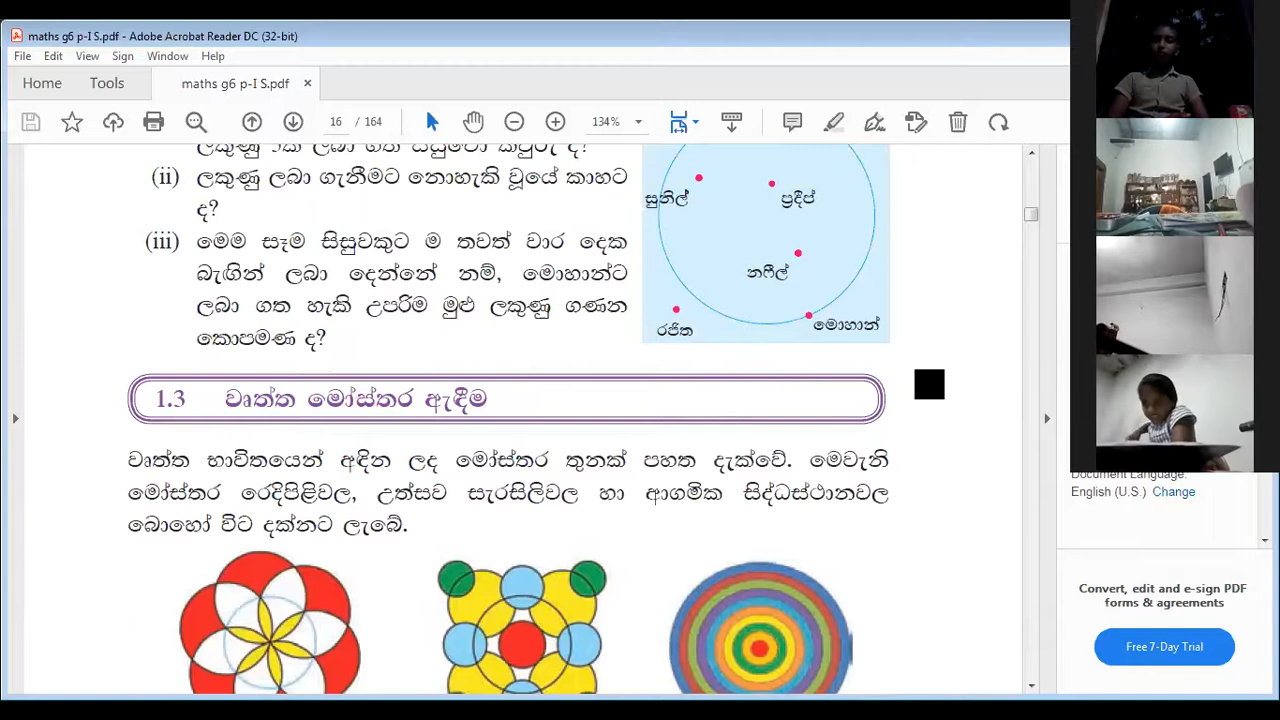 maths g6 p-I S.pdf - Adobe Acrobat Reader DC (32-bit)
File Edit View Sign Window Help
Home Tools maths g6 p-I S.pdf ×
16 / 164 134%
(ii) ලකුණු ලබා ගැනීමට නොහැකි වූයේ කාහට
ද?
(iii) මෙම සෑම සිසුවකුට ම තවත් වාර දෙක
බැගින් ලබා දෙන්නේ නම්, මොහාන්ට
ලබා ගත හැකි උපරිම මුළු ලකුණු ගණන
කොපමණ ද?
සුනිල්
ප්‍රදීප්
නෆීල්
රජිත
මොහාන්
1.3 වෘත්ත මෝස්තර ඇඳීම
වෘත්ත භාවිතයෙන් අඳින ලද මෝස්තර තුනක් පහත දැක්වේ. මෙවැනි
මෝස්තර රෙදිපිළිවල, උත්සව සැරසිලිවල හා ආගමික සිද්ධස්ථානවල
බොහෝ විට දක්නට ලැබේ.
Document Language:
English (U.S.) Change
Convert, edit and e-sign PDF
forms & agreements
Free 7-Day Trial